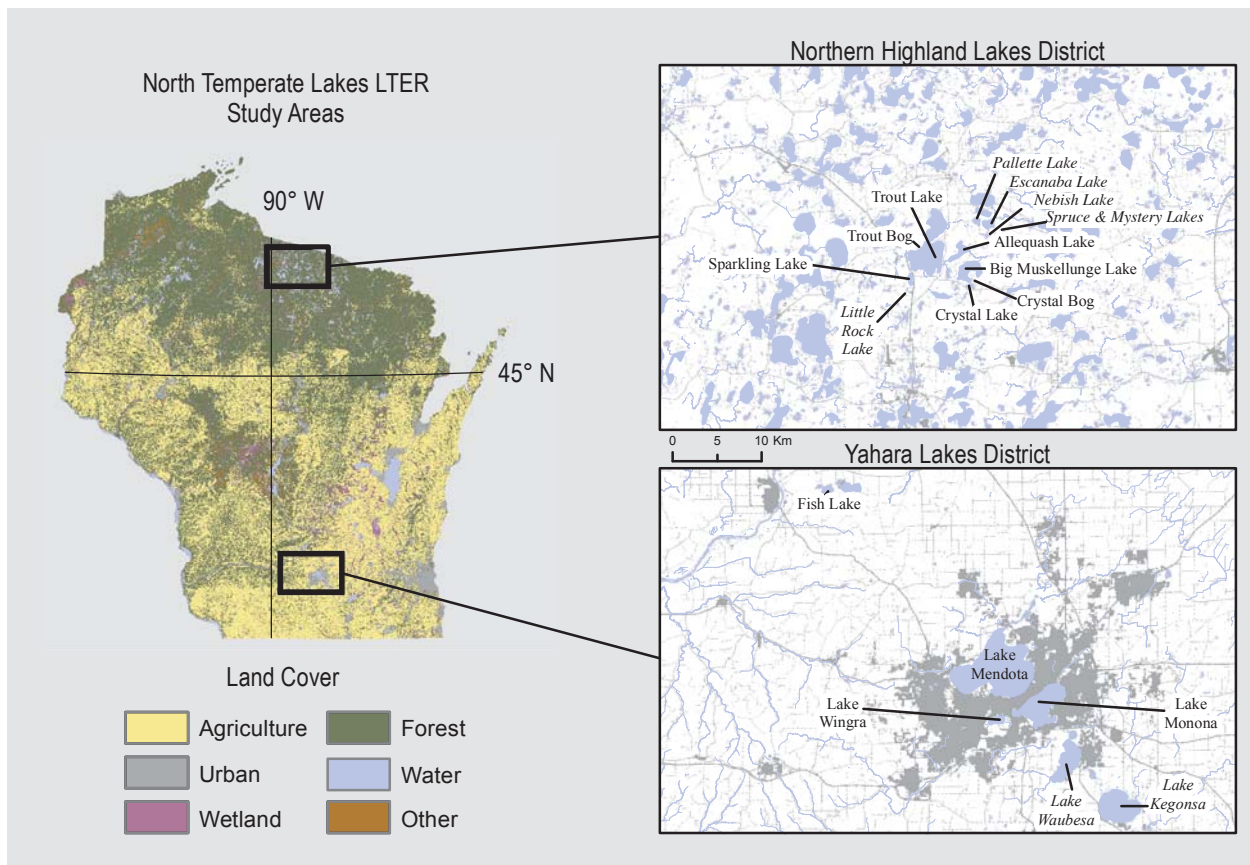 North Temperate Lakes LTER
Study Areas
90° W
45° N
Land Cover
Agriculture
Forest
Urban
Water
Wetland
Other
Northern Highland Lakes District
Pallette Lake
Escanaba Lake
Nebish Lake
Spruce & Mystery Lakes
Trout Lake
Trout Bog
Allequash Lake
Sparkling Lake
Big Muskellunge Lake
Crystal Bog
Crystal Lake
Little
Rock
Lake
0 5 10 Km
Yahara Lakes District
Fish Lake
Lake
Mendota
Lake
Wingra
Lake
Monona
Lake
Waubesa
Lake
Kegonsa